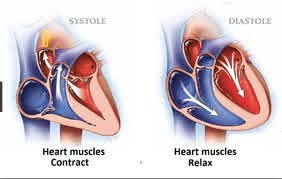 SYSTOLE
DIASTOLE
Heart muscles
Contract
Heart muscles
Relax